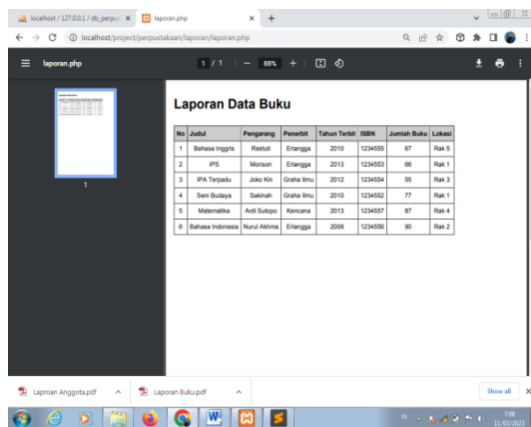 localhost / 127.0.0.1 / db_perpus
laporan.php
localhost/project/perpustakaan/laporan/laporan.php
laporan.php
1 / 1
88%
1
Laporan Data Buku
No Judul Pengarang Penerbit Tahun Terbit ISBN Jumlah Buku Lokasi
1 Bahasa Inggris Restuti Erlangga 2010 1234555 67 Rak 5
2 IPS Morison Erlangga 2013 1234553 66 Rak 1
3 IPA Terpadu Joko Kin Graha Ilmu 2012 1234554 55 Rak 3
4 Seni Budaya Sakinah Graha Ilmu 2010 1234552 77 Rak 1
5 Matematika Ardi Sutopo Kencana 2013 1234557 87 Rak 4
6 Bahasa Indonesia Nurul Akhma Erlangga 2008 1234556 90 Rak 2
Laproan Anggota.pdf
Laporan Buku.pdf
Show all
7:08
11/03/2023